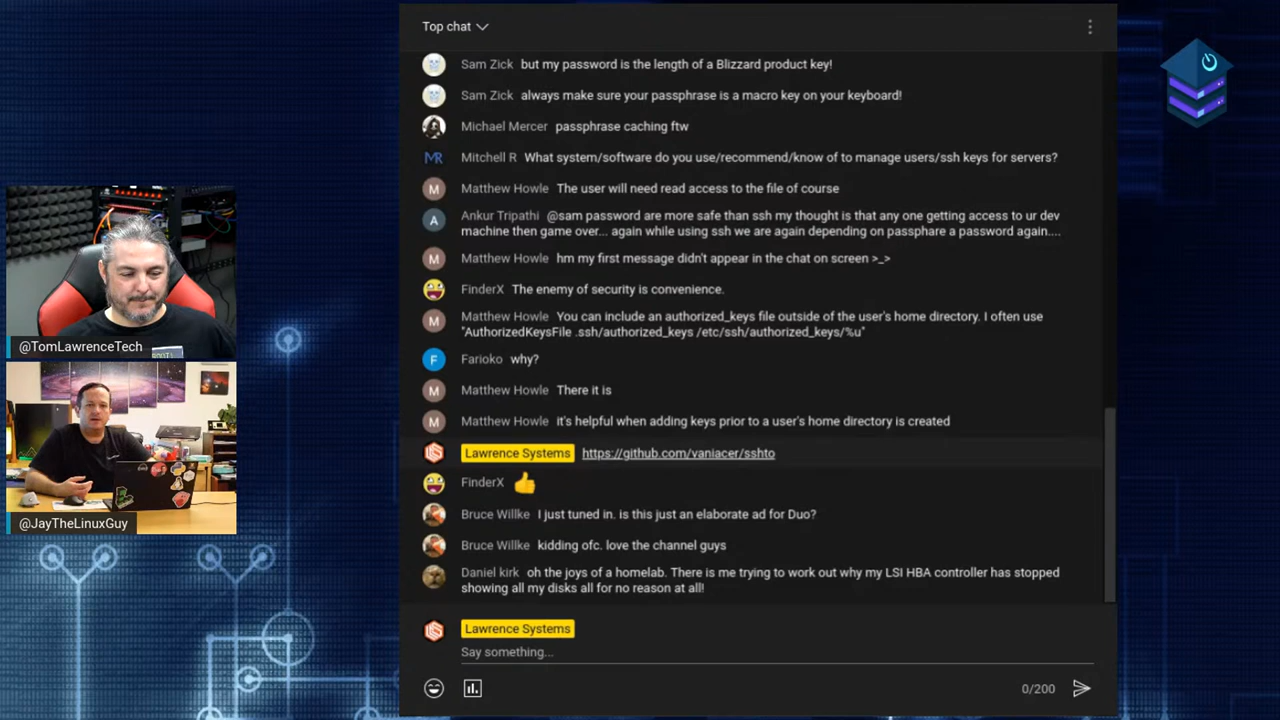 Top chat
Sam Zick but my password is the length of a Blizzard product key!
Sam Zick always make sure your passphrase is a macro key on your keyboard!
Michael Mercer passphrase caching ftw
MR Mitchell R What system/software do you use/recommend/know of to manage users/ssh keys for servers?
M Matthew Howle The user will need read access to the file of course
A Ankur Tripathi @sam password are more safe than ssh my thought is that any one getting access to ur dev
machine then game over... again while using ssh we are again depending on passphare a password again....
M Matthew Howle hm my first message didn't appear in the chat on screen >_>
FinderX The enemy of security is convenience.
M Matthew Howle You can include an authorized_keys file outside of the user's home directory. I often use
"AuthorizedKeysFile .ssh/authorized_keys /etc/ssh/authorized_keys/%u"
F Farioko why?
M Matthew Howle There it is
M Matthew Howle it's helpful when adding keys prior to a user's home directory is created
Lawrence Systems https://github.com/vaniacer/sshto
FinderX 👍
Bruce Willke I just tuned in. is this just an elaborate ad for Duo?
Bruce Willke kidding ofc. love the channel guys
Daniel kirk oh the joys of a homelab. There is me trying to work out why my LSI HBA controller has stopped
showing all my disks all for no reason at all!
Lawrence Systems
Say something...
0/200
@TomLawrenceTech
@JayTheLinuxGuy